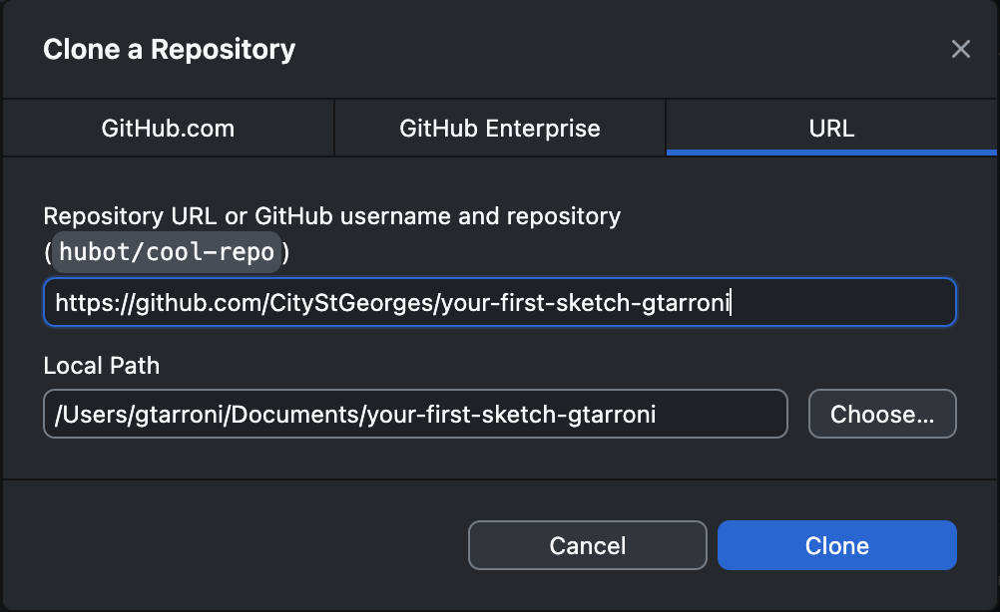 Clone a Repository
GitHub.com
GitHub Enterprise
URL
Repository URL or GitHub username and repository
(hubot/cool-repo)
https://github.com/CityStGeorges/your-first-sketch-gtarroni
Local Path
/Users/gtarroni/Documents/your-first-sketch-gtarroni
Choose...
Cancel
Clone